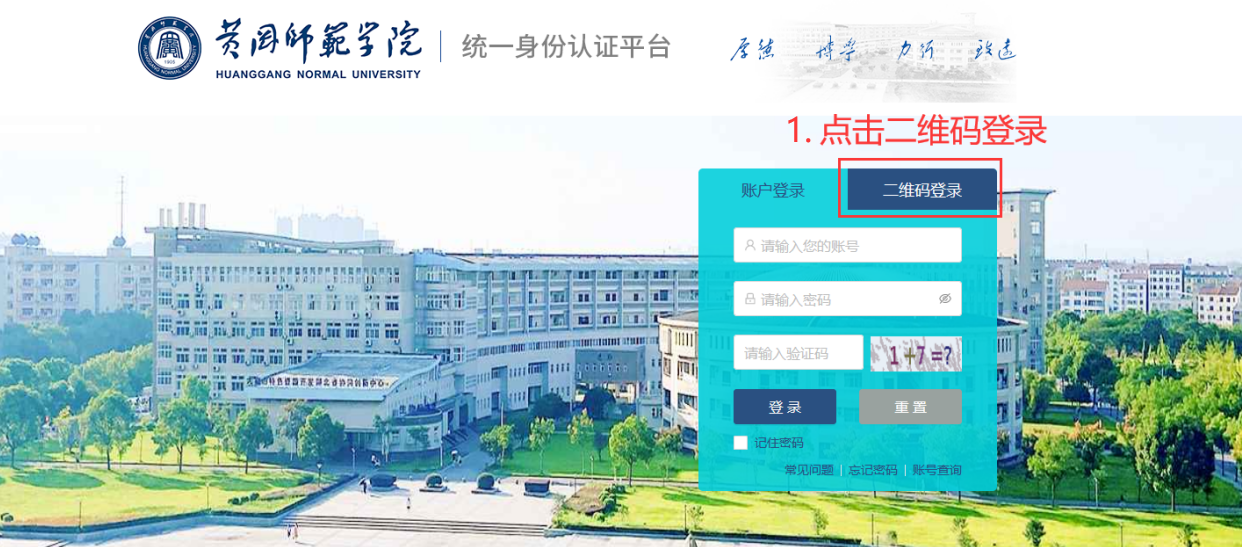 黄冈师范学院
HUANGGANG NORMAL UNIVERSITY
统一身份认证平台
厚德 博学 力行 致远
1. 点击二维码登录
账户登录
二维码登录
请输入您的账号
请输入密码
请输入验证码
1+7=?
登 录
重 置
记住密码
常见问题 | 忘记密码 | 账号查询